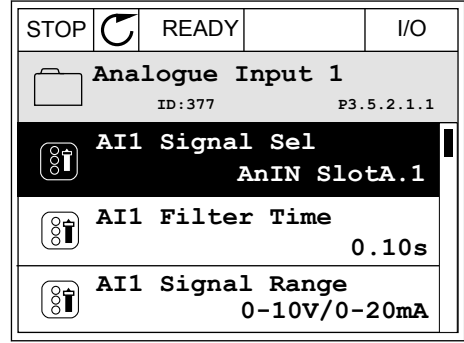 STOP READY I/O
Analogue Input 1
ID:377 P3.5.2.1.1
AI1 Signal Sel
AnIN SlotA.1
AI1 Filter Time
0.10s
AI1 Signal Range
0-10V/0-20mA